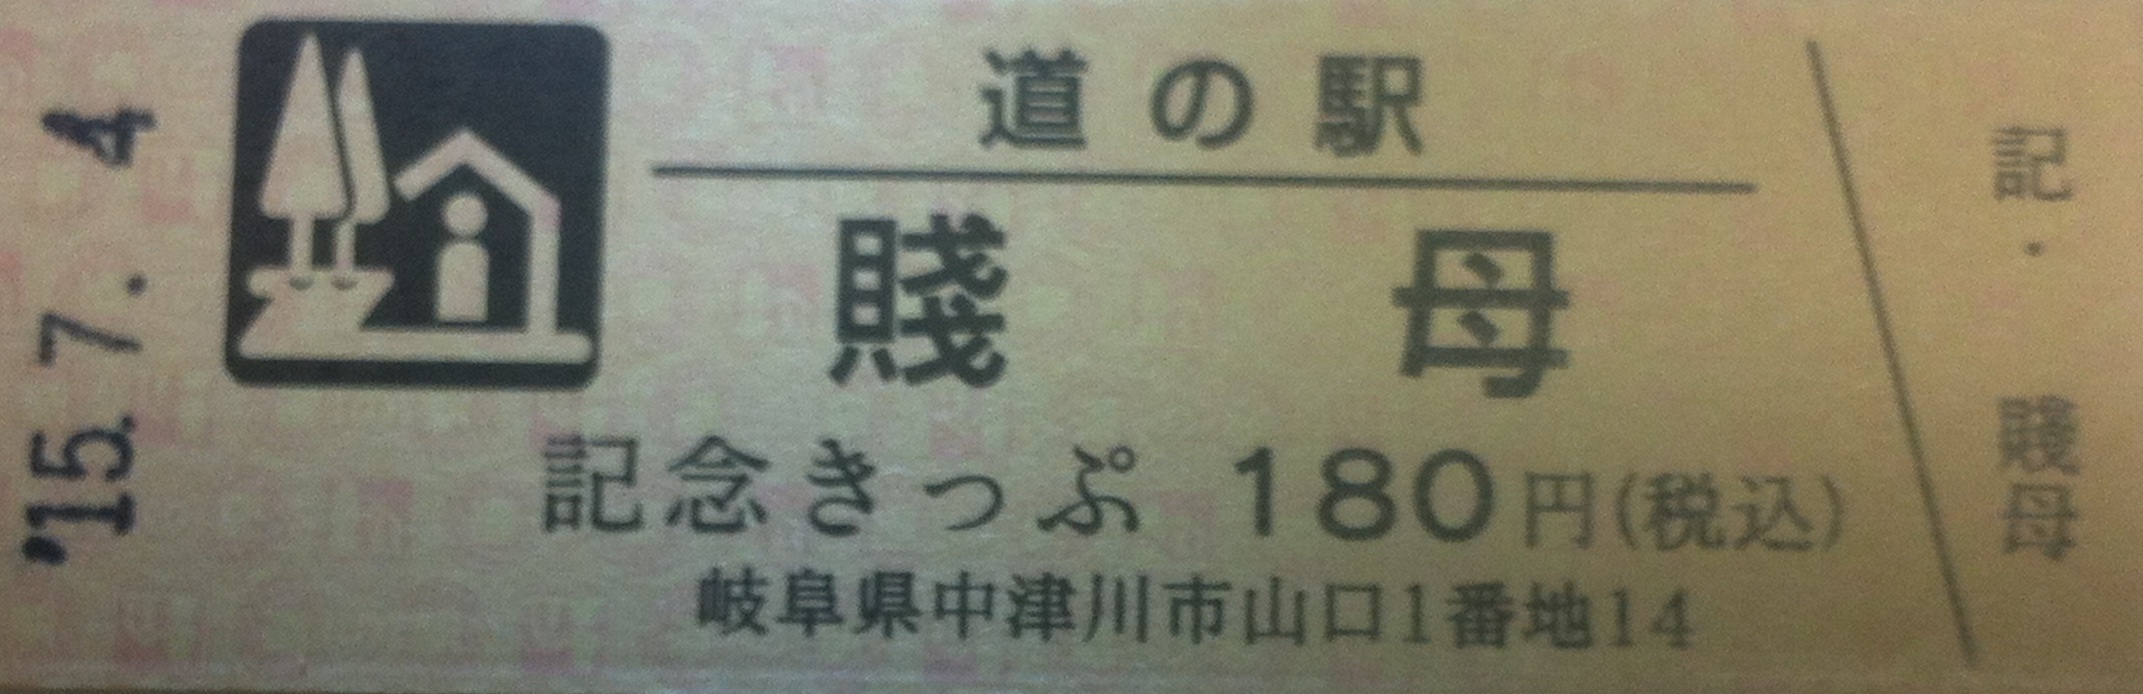 '15.7.4
道の駅
賤母
記念きっぷ 180円(税込)
岐阜県中津川市山口1番地14
記・賤母